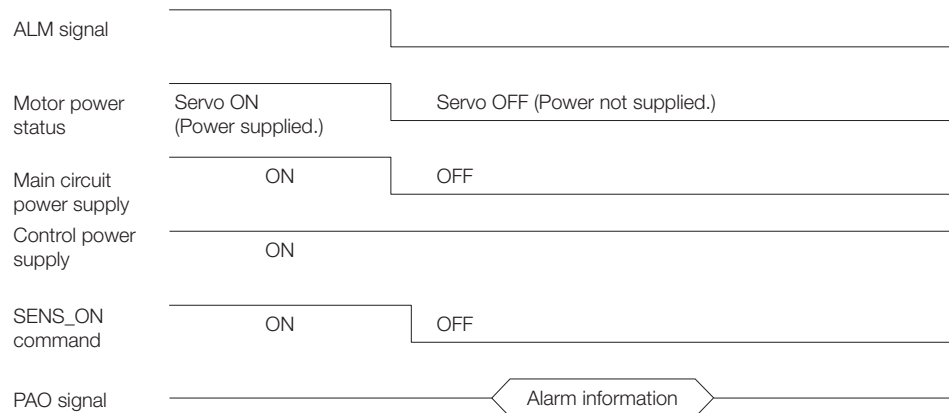 ALM signal
Motor power
status
Servo ON
(Power supplied.)
Servo OFF (Power not supplied.)
Main circuit
power supply
ON
OFF
Control power
supply
ON
SENS_ON
command
ON
OFF
PAO signal
Alarm information